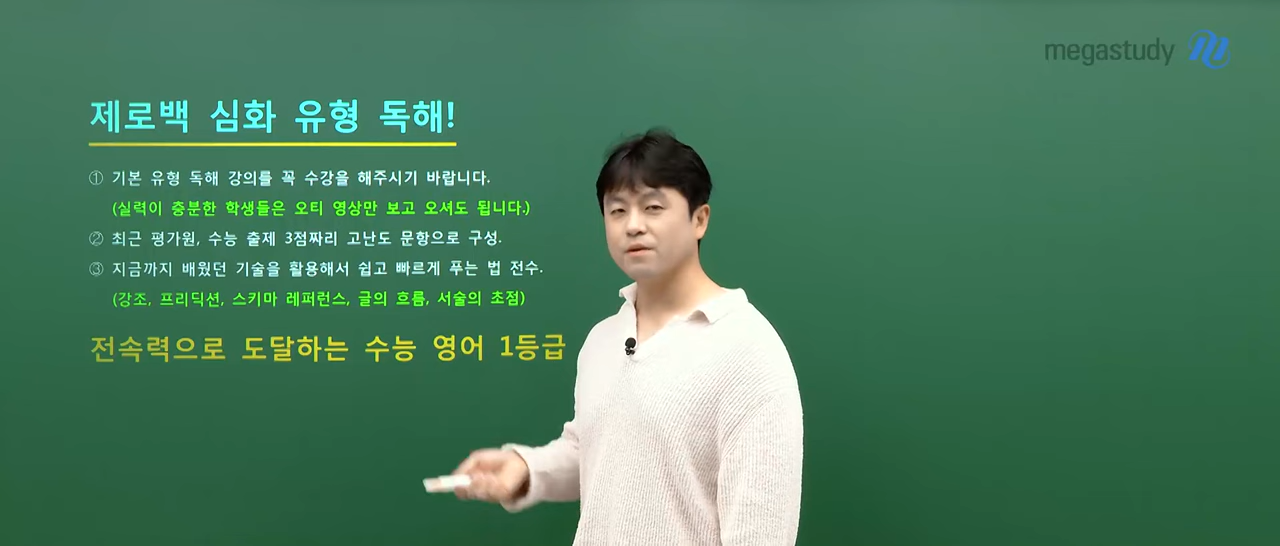 megastudy
제로백 심화 유형 독해!
① 기본 유형 독해 강의를 꼭 수강을 해주시기 바랍니다.
(실력이 충분한 학생들은 오티 영상만 보고 오셔도 됩니다.)
② 최근 평가원, 수능 출제 3점짜리 고난도 문항으로 구성.
③ 지금까지 배웠던 기술을 활용해서 쉽고 빠르게 푸는 법 전수.
(강조, 프리딕션, 스키마 레퍼런스, 글의 흐름, 서술의 초점)
전속력으로 도달하는 수능 영어 1등급